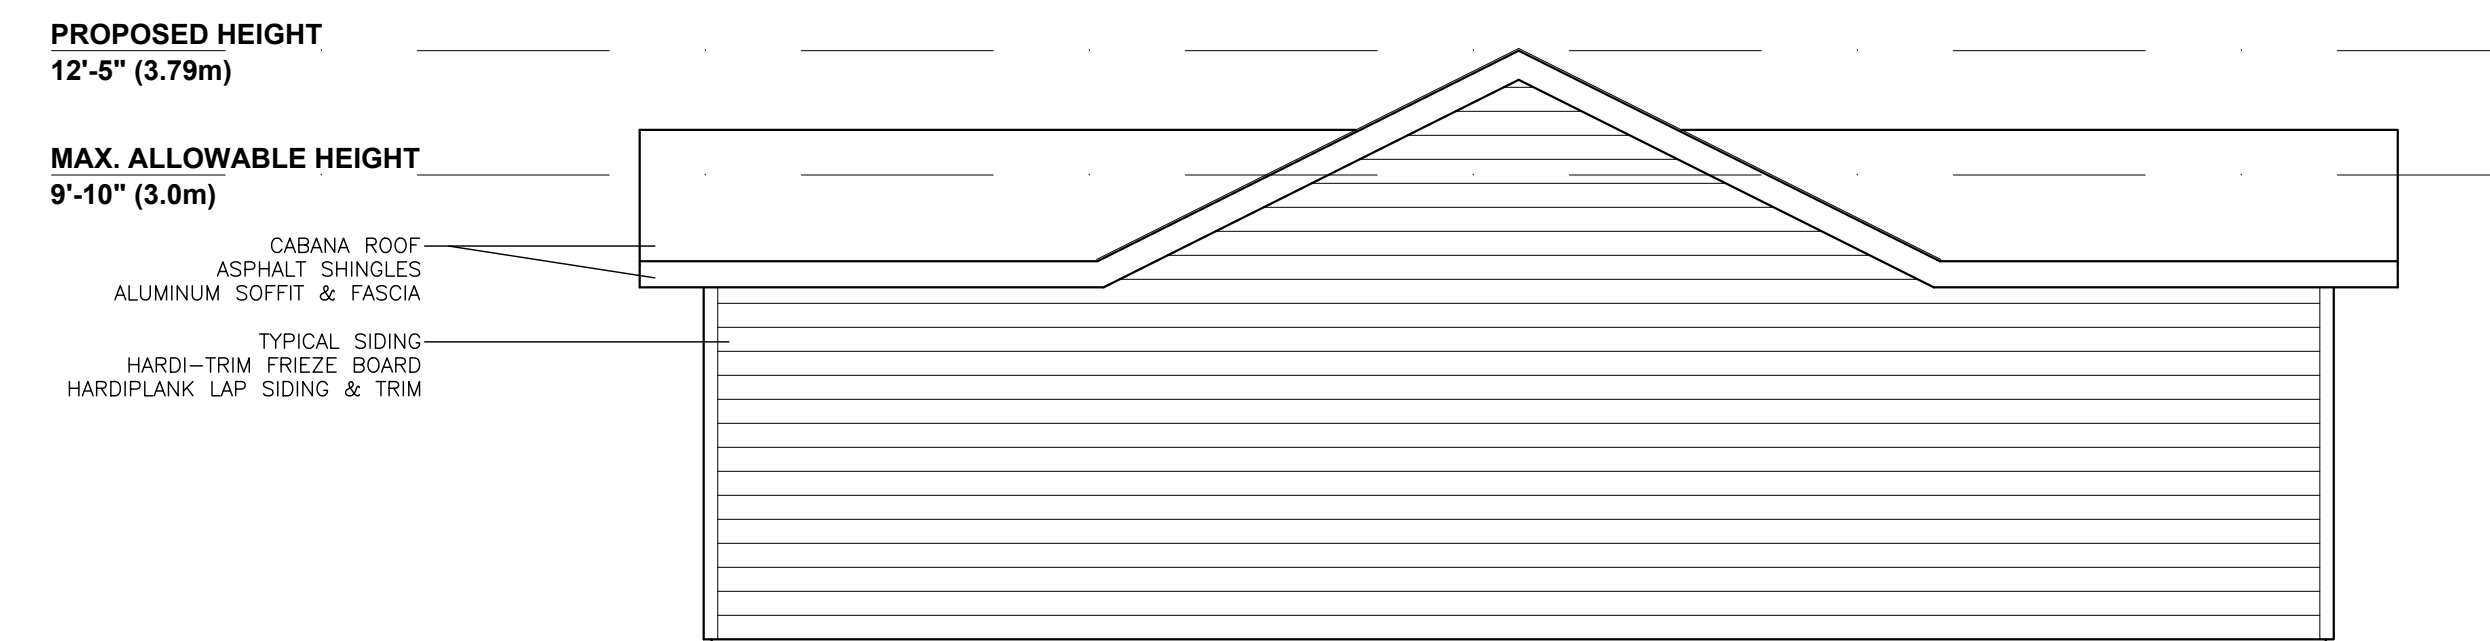 PROPOSED HEIGHT
12'-5" (3.79m)
MAX. ALLOWABLE HEIGHT
9'-10" (3.0m)
CABANA ROOF
ASPHALT SHINGLES
ALUMINUM SOFFIT & FASCIA
TYPICAL SIDING
HARDI-TRIM FRIEZE BOARD
HARDIPLANK LAP SIDING & TRIM